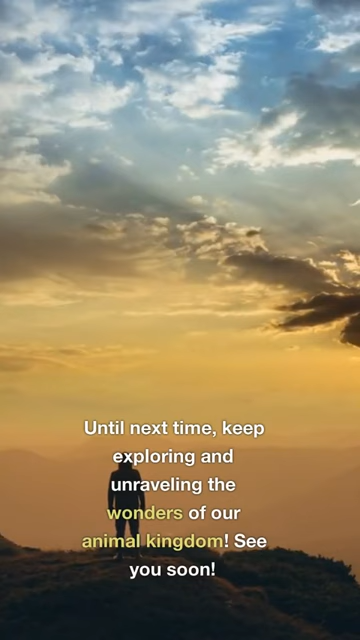 Until next time, keep
exploring and
unraveling the
wonders of our
animal kingdom! See
you soon!